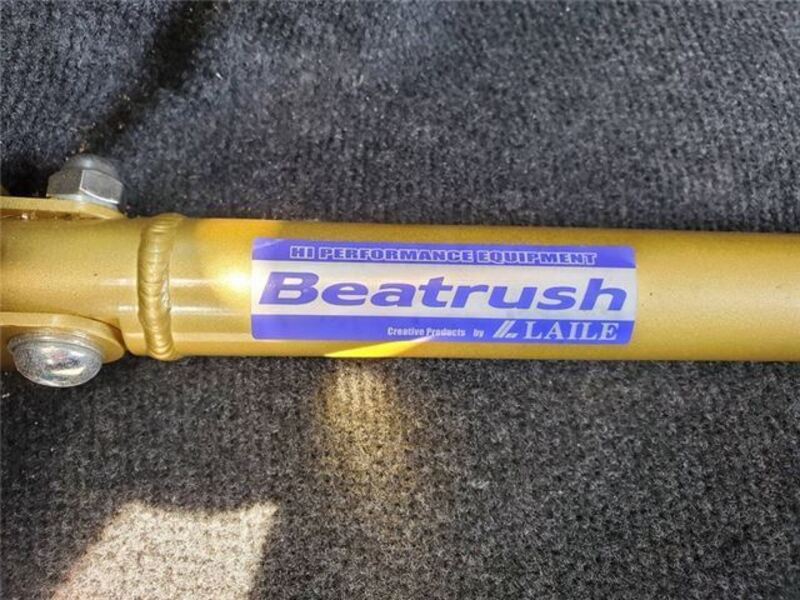 HI PERFORMANCE EQUIPMENT
Beatrush
Creative Products by LAILE